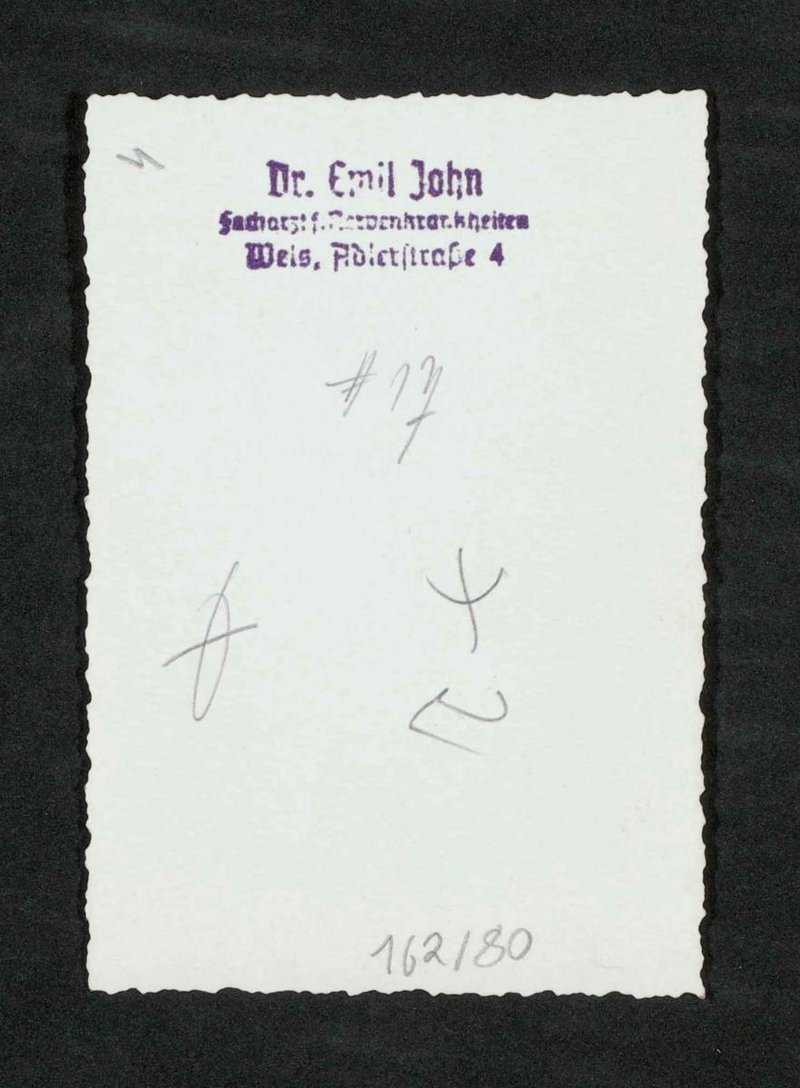 Dr. Emil John
Facharzt f. Nervenkrankheiten
Wels, Adlerstraße 4
# 17
162/80